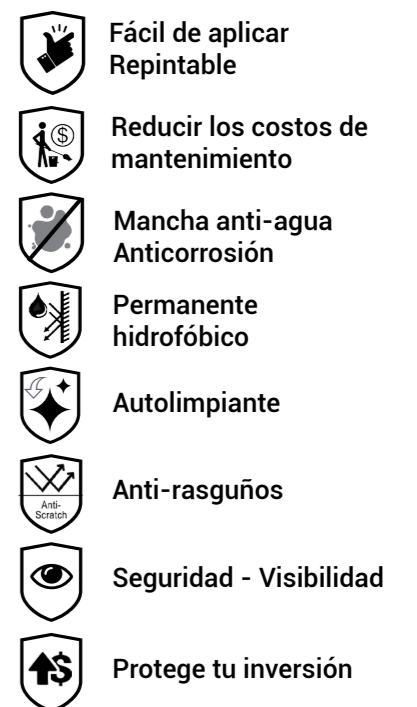 Fácil de aplicar
Repintable
$
Reducir los costos de
mantenimiento
Mancha anti-agua
Anticorrosión
Permanente
hidrofóbico
Autolimpiante
Anti-
Scratch
Anti-rasguños
Seguridad - Visibilidad
$
Protege tu inversión